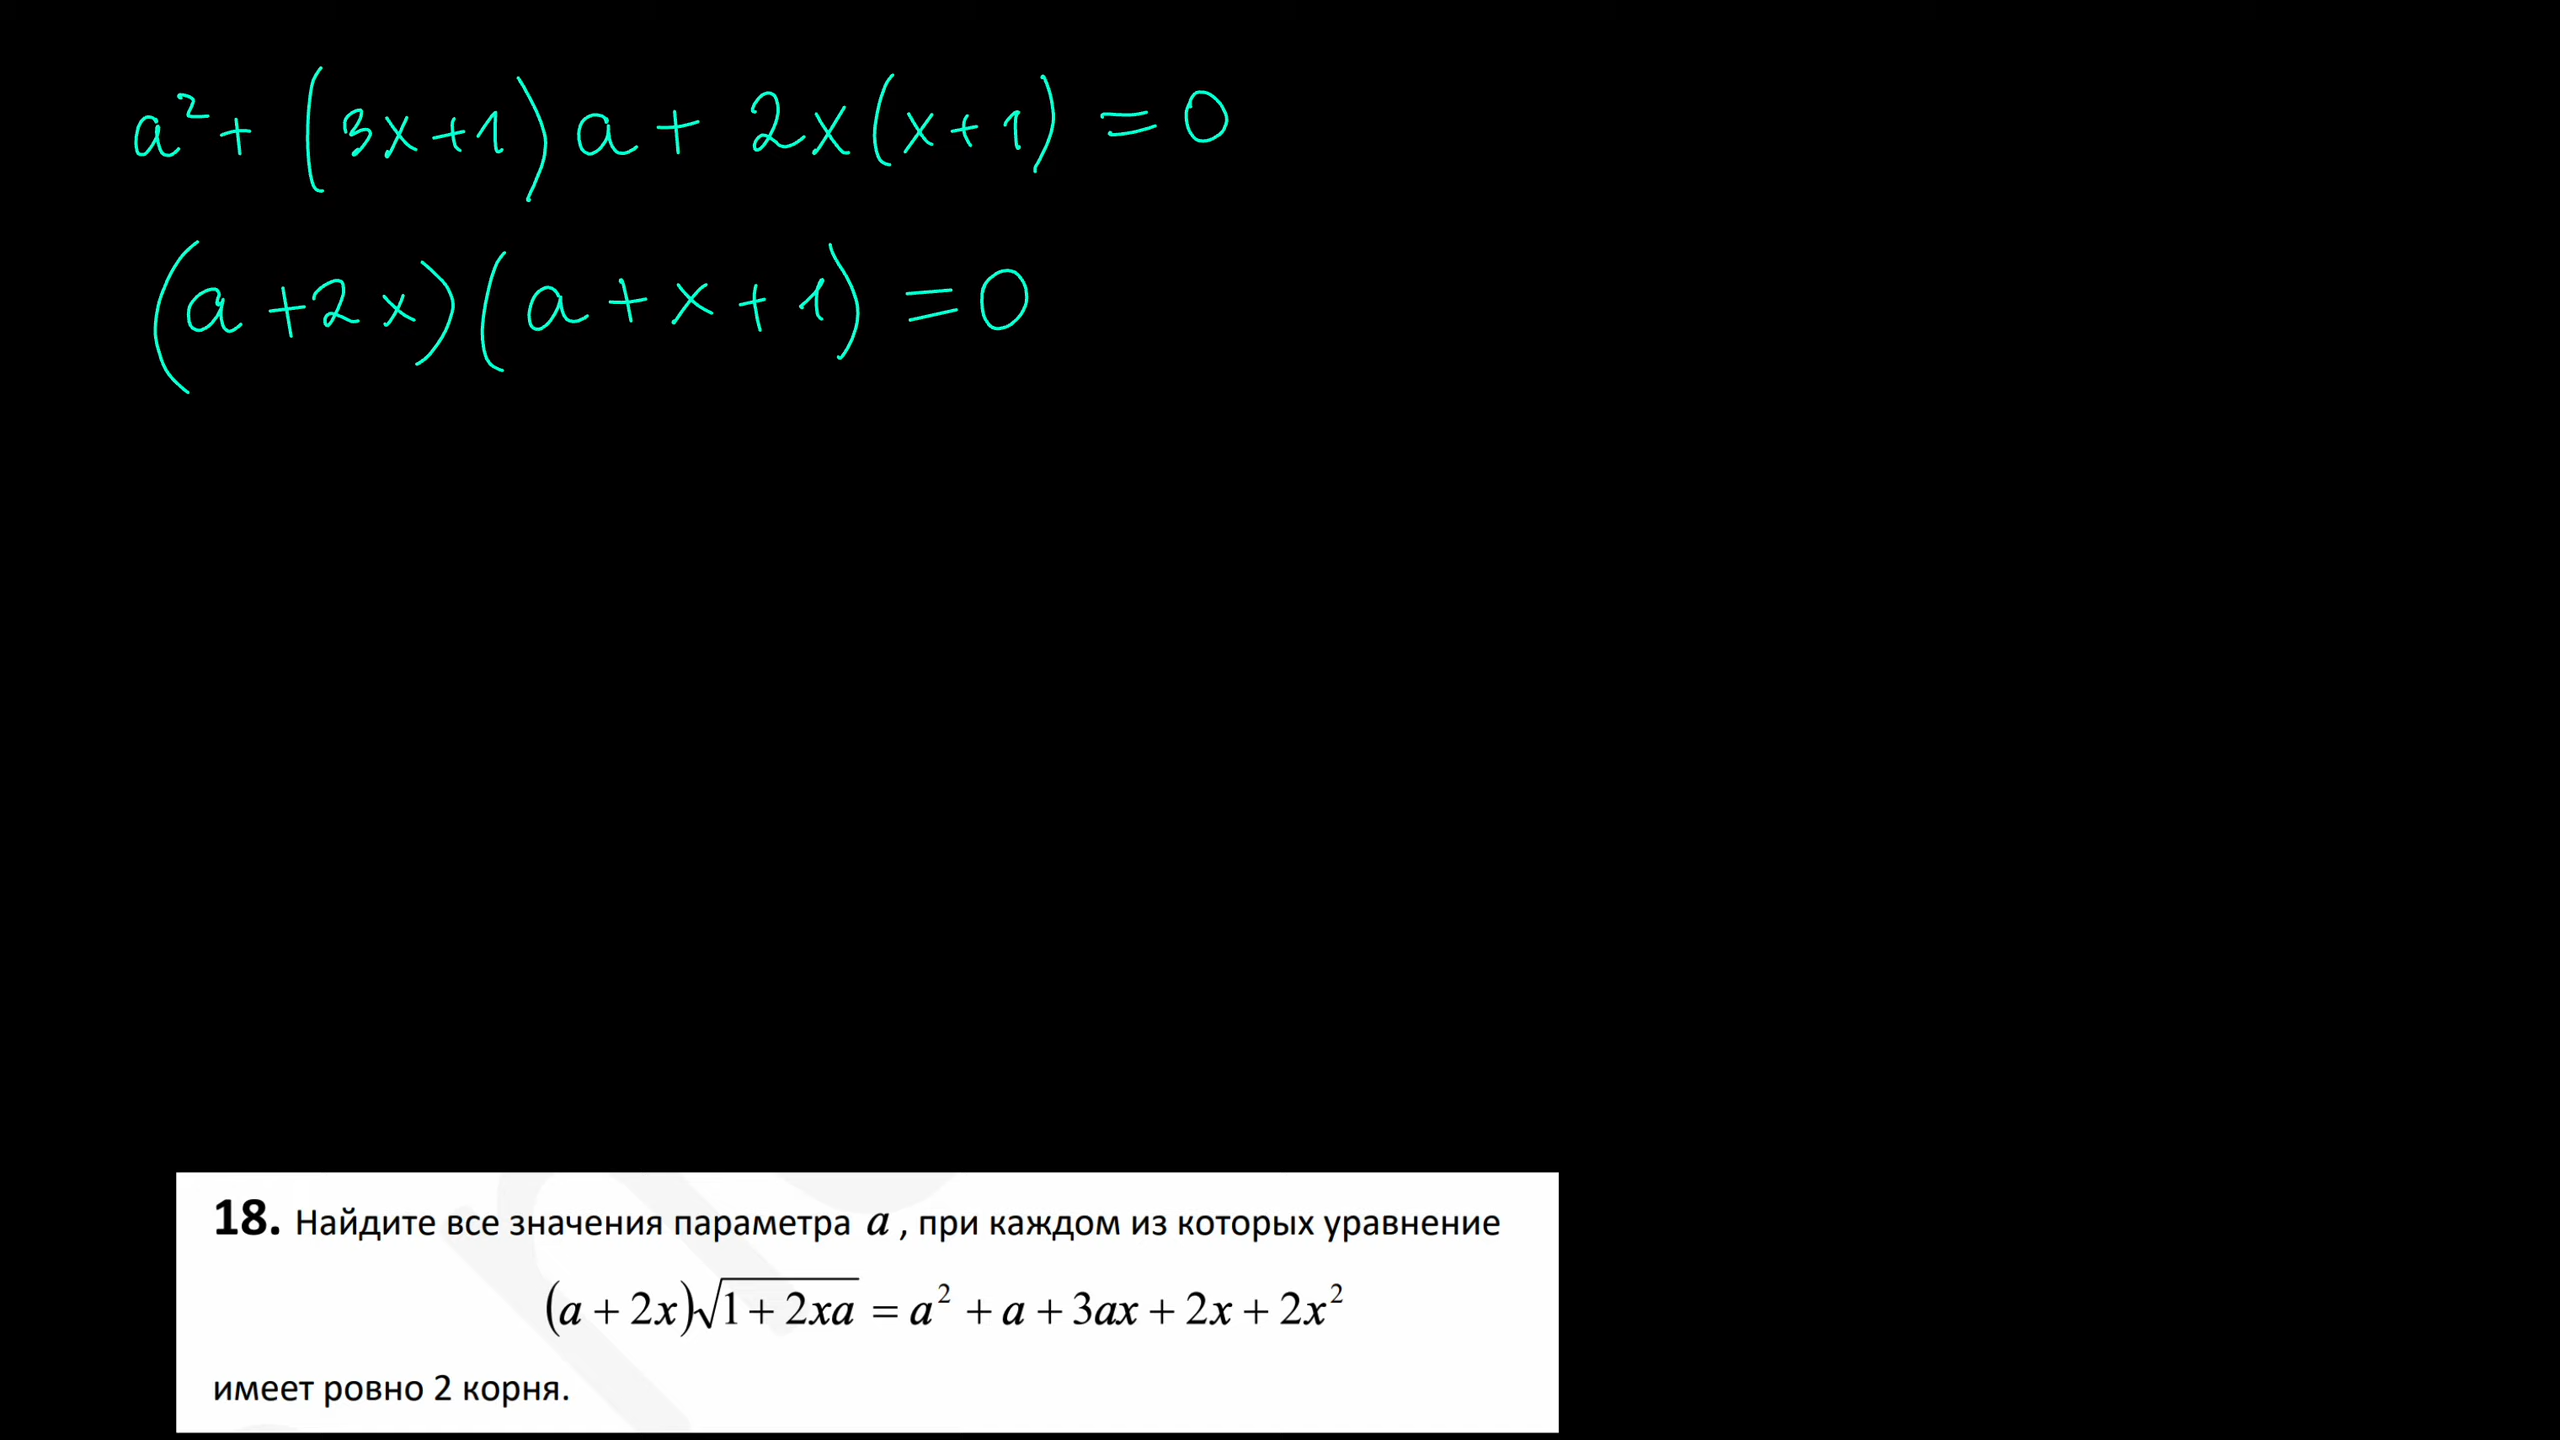 a² + (3x+1)a + 2x(x+1) = 0
(a+2x)(a+x+1) = 0
18. Найдите все значения параметра a , при каждом из которых уравнение
(a + 2x)√(1 + 2xa) = a² + a + 3ax + 2x + 2x²
имеет ровно 2 корня.